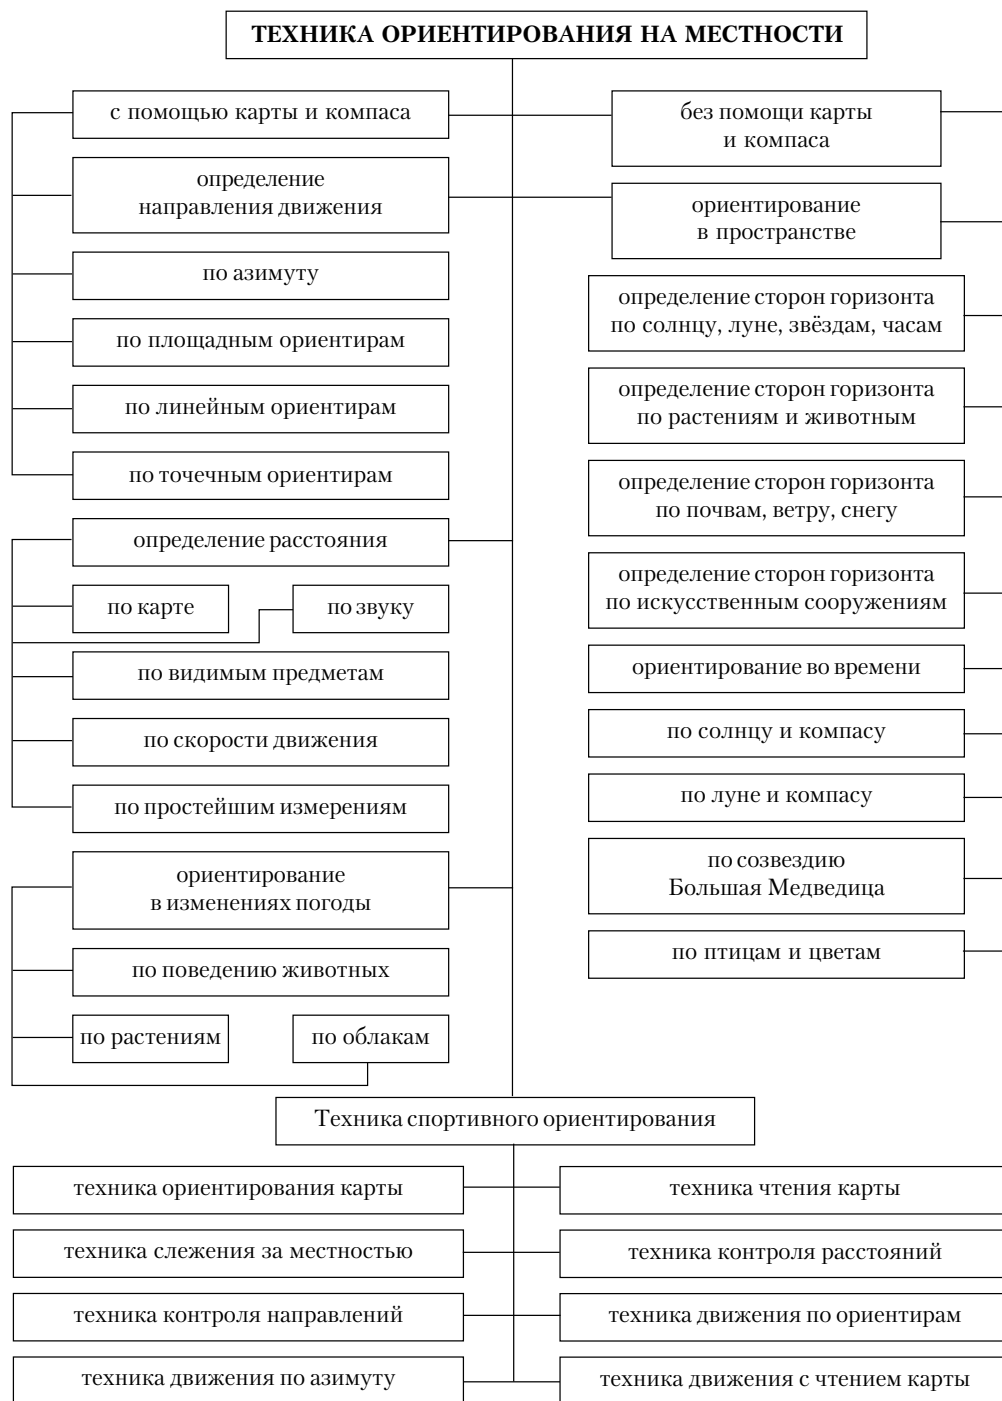 ТЕХНИКА ОРИЕНТИРОВАНИЯ НА МЕСТНОСТИ
с помощью карты и компаса
определение
направления движения
по азимуту
по площадным ориентирам
по линейным ориентирам
по точечным ориентирам
определение расстояния
по карте
по звуку
по видимым предметам
по скорости движения
по простейшим измерениям
ориентирование
в изменениях погоды
по поведению животных
по растениям
по облакам
без помощи карты
и компаса
ориентирование
в пространстве
определение сторон горизонта
по солнцу, луне, звёздам, часам
определение сторон горизонта
по растениям и животным
определение сторон горизонта
по почвам, ветру, снегу
определение сторон горизонта
по искусственным сооружениям
ориентирование во времени
по солнцу и компасу
по луне и компасу
по созвездию
Большая Медведица
по птицам и цветам
Техника спортивного ориентирования
техника ориентирования карты
техника чтения карты
техника слежения за местностью
техника контроля расстояний
техника контроля направлений
техника движения по ориентирам
техника движения по азимуту
техника движения с чтением карты